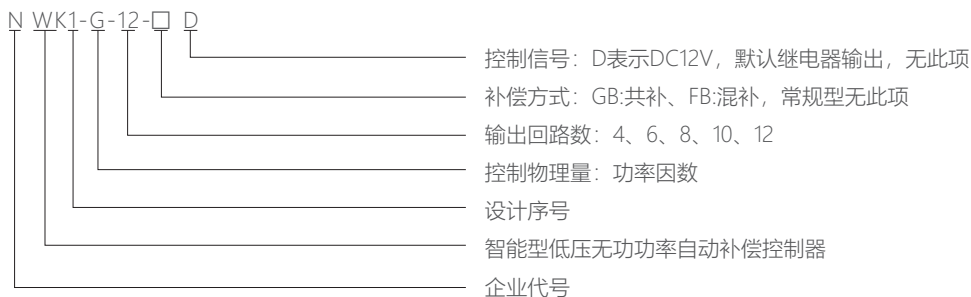 N WK1-G-12-□ D
控制信号：D表示DC12V，默认继电器输出，无此项
补偿方式：GB:共补、FB:混补，常规型无此项
输出回路数：4、6、8、10、12
控制物理量：功率因数
设计序号
智能型低压无功功率自动补偿控制器
企业代号